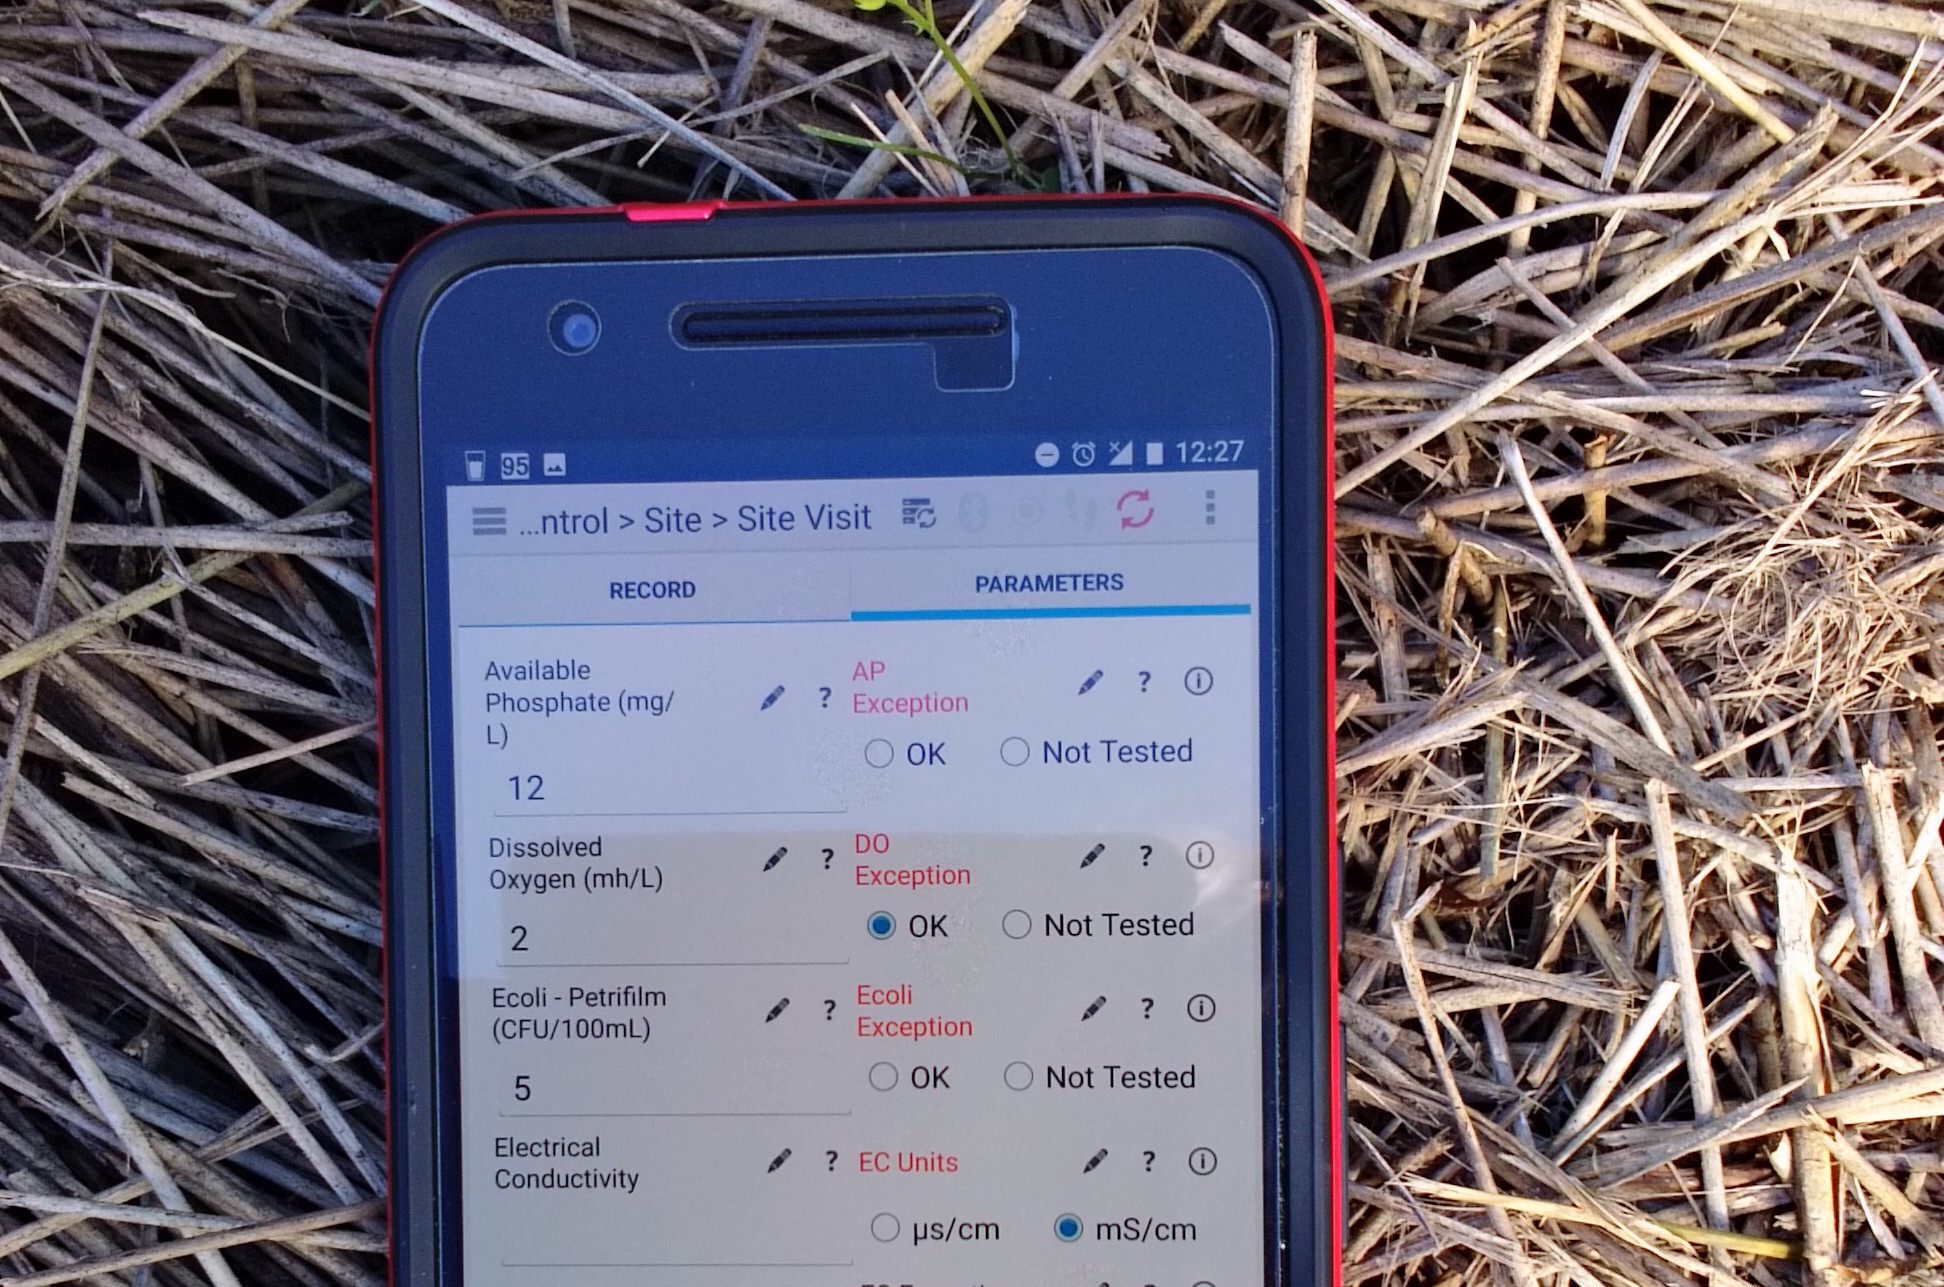 95 12:27
...ntrol > Site > Site Visit
RECORD PARAMETERS
Available
Phosphate (mg/
L) ?
12
AP
Exception ?
OK Not Tested
Dissolved
Oxygen (mh/L) ?
2
DO
Exception ?
OK Not Tested
Ecoli - Petrifilm
(CFU/100mL) ?
5
Ecoli
Exception ?
OK Not Tested
Electrical
Conductivity ?
EC Units ?
µs/cm mS/cm